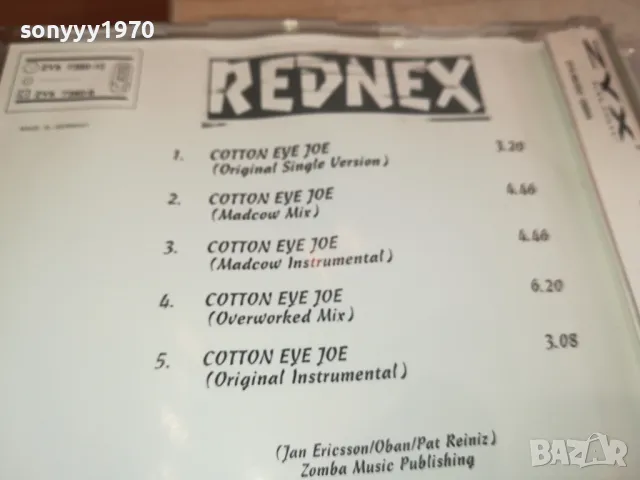 sonyyy1970
REDNEX
ZYX
1. COTTON EYE JOE 3.20
(Original Single Version)
2. COTTON EYE JOE 4.46
(Madcow Mix)
3. COTTON EYE JOE 4.46
(Madcow Instrumental)
4. COTTON EYE JOE 6.20
(Overworked Mix)
5. COTTON EYE JOE 3.08
(Original Instrumental)
(Jan Ericsson/Oban/Pat Reiniz)
Zomba Music Publishing
BAZAR